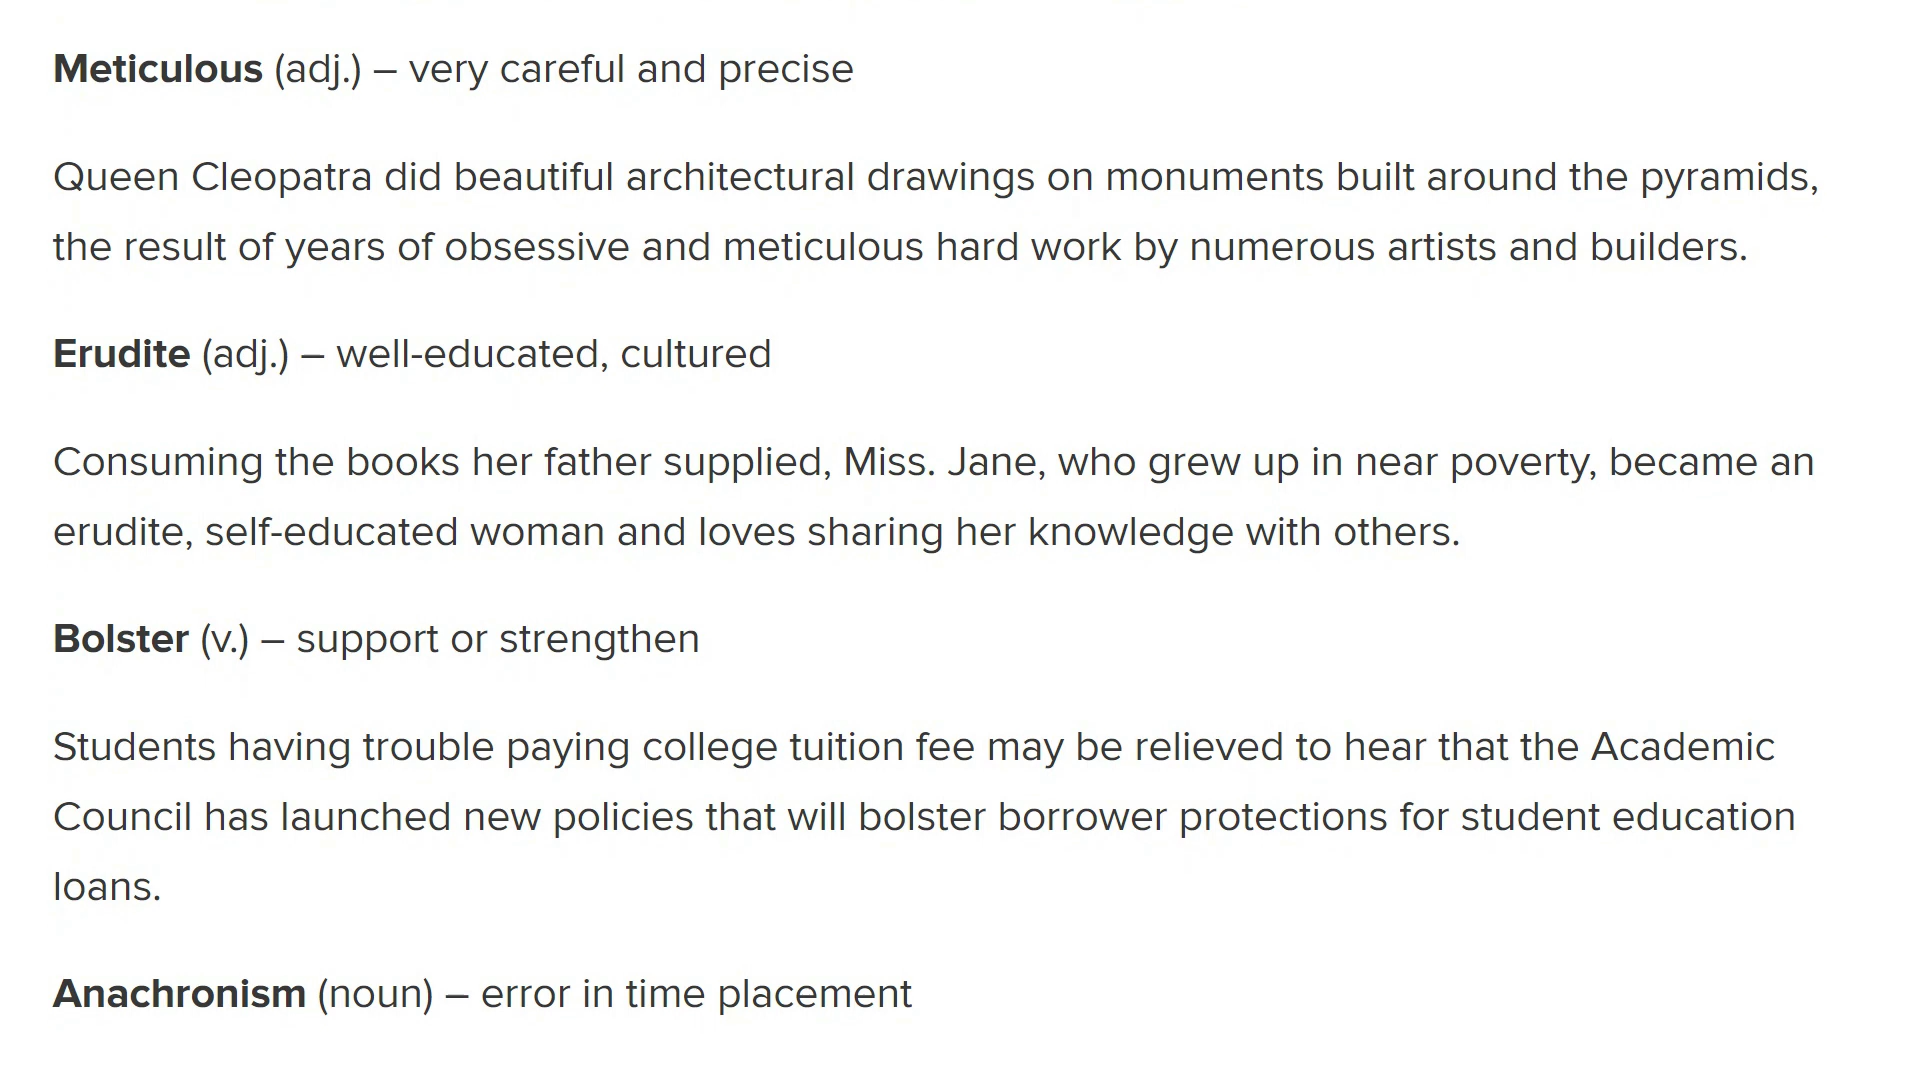 Meticulous (adj.) – very careful and precise
Queen Cleopatra did beautiful architectural drawings on monuments built around the pyramids,
the result of years of obsessive and meticulous hard work by numerous artists and builders.
Erudite (adj.) – well-educated, cultured
Consuming the books her father supplied, Miss. Jane, who grew up in near poverty, became an
erudite, self-educated woman and loves sharing her knowledge with others.
Bolster (v.) – support or strengthen
Students having trouble paying college tuition fee may be relieved to hear that the Academic
Council has launched new policies that will bolster borrower protections for student education
loans.
Anachronism (noun) – error in time placement